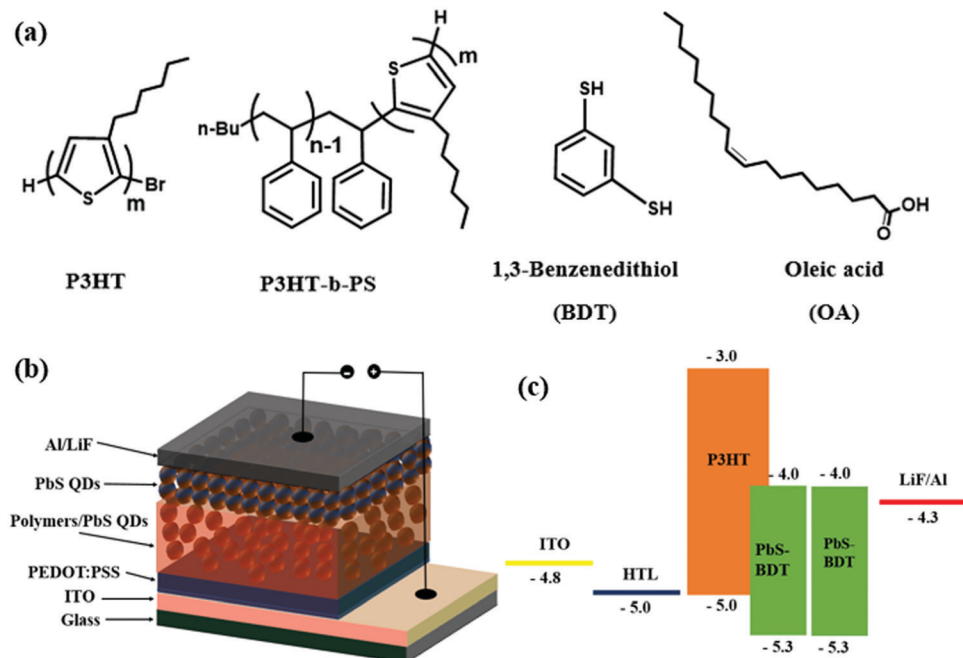 (a)
H
S
Br
m
P3HT
n-Bu
n-1
S
H
m
P3HT-b-PS
SH
SH
1,3-Benzenedithiol
(BDT)
OH
O
Oleic acid
(OA)
(b)
- +
Al/LiF
PbS QDs
Polymers/PbS QDs
PEDOT:PSS
ITO
Glass
(c)
- 3.0
P3HT
- 4.0
- 4.0
LiF/Al
- 4.3
PbS-
BDT
PbS-
BDT
ITO
- 4.8
HTL
- 5.0
- 5.0
- 5.3
- 5.3